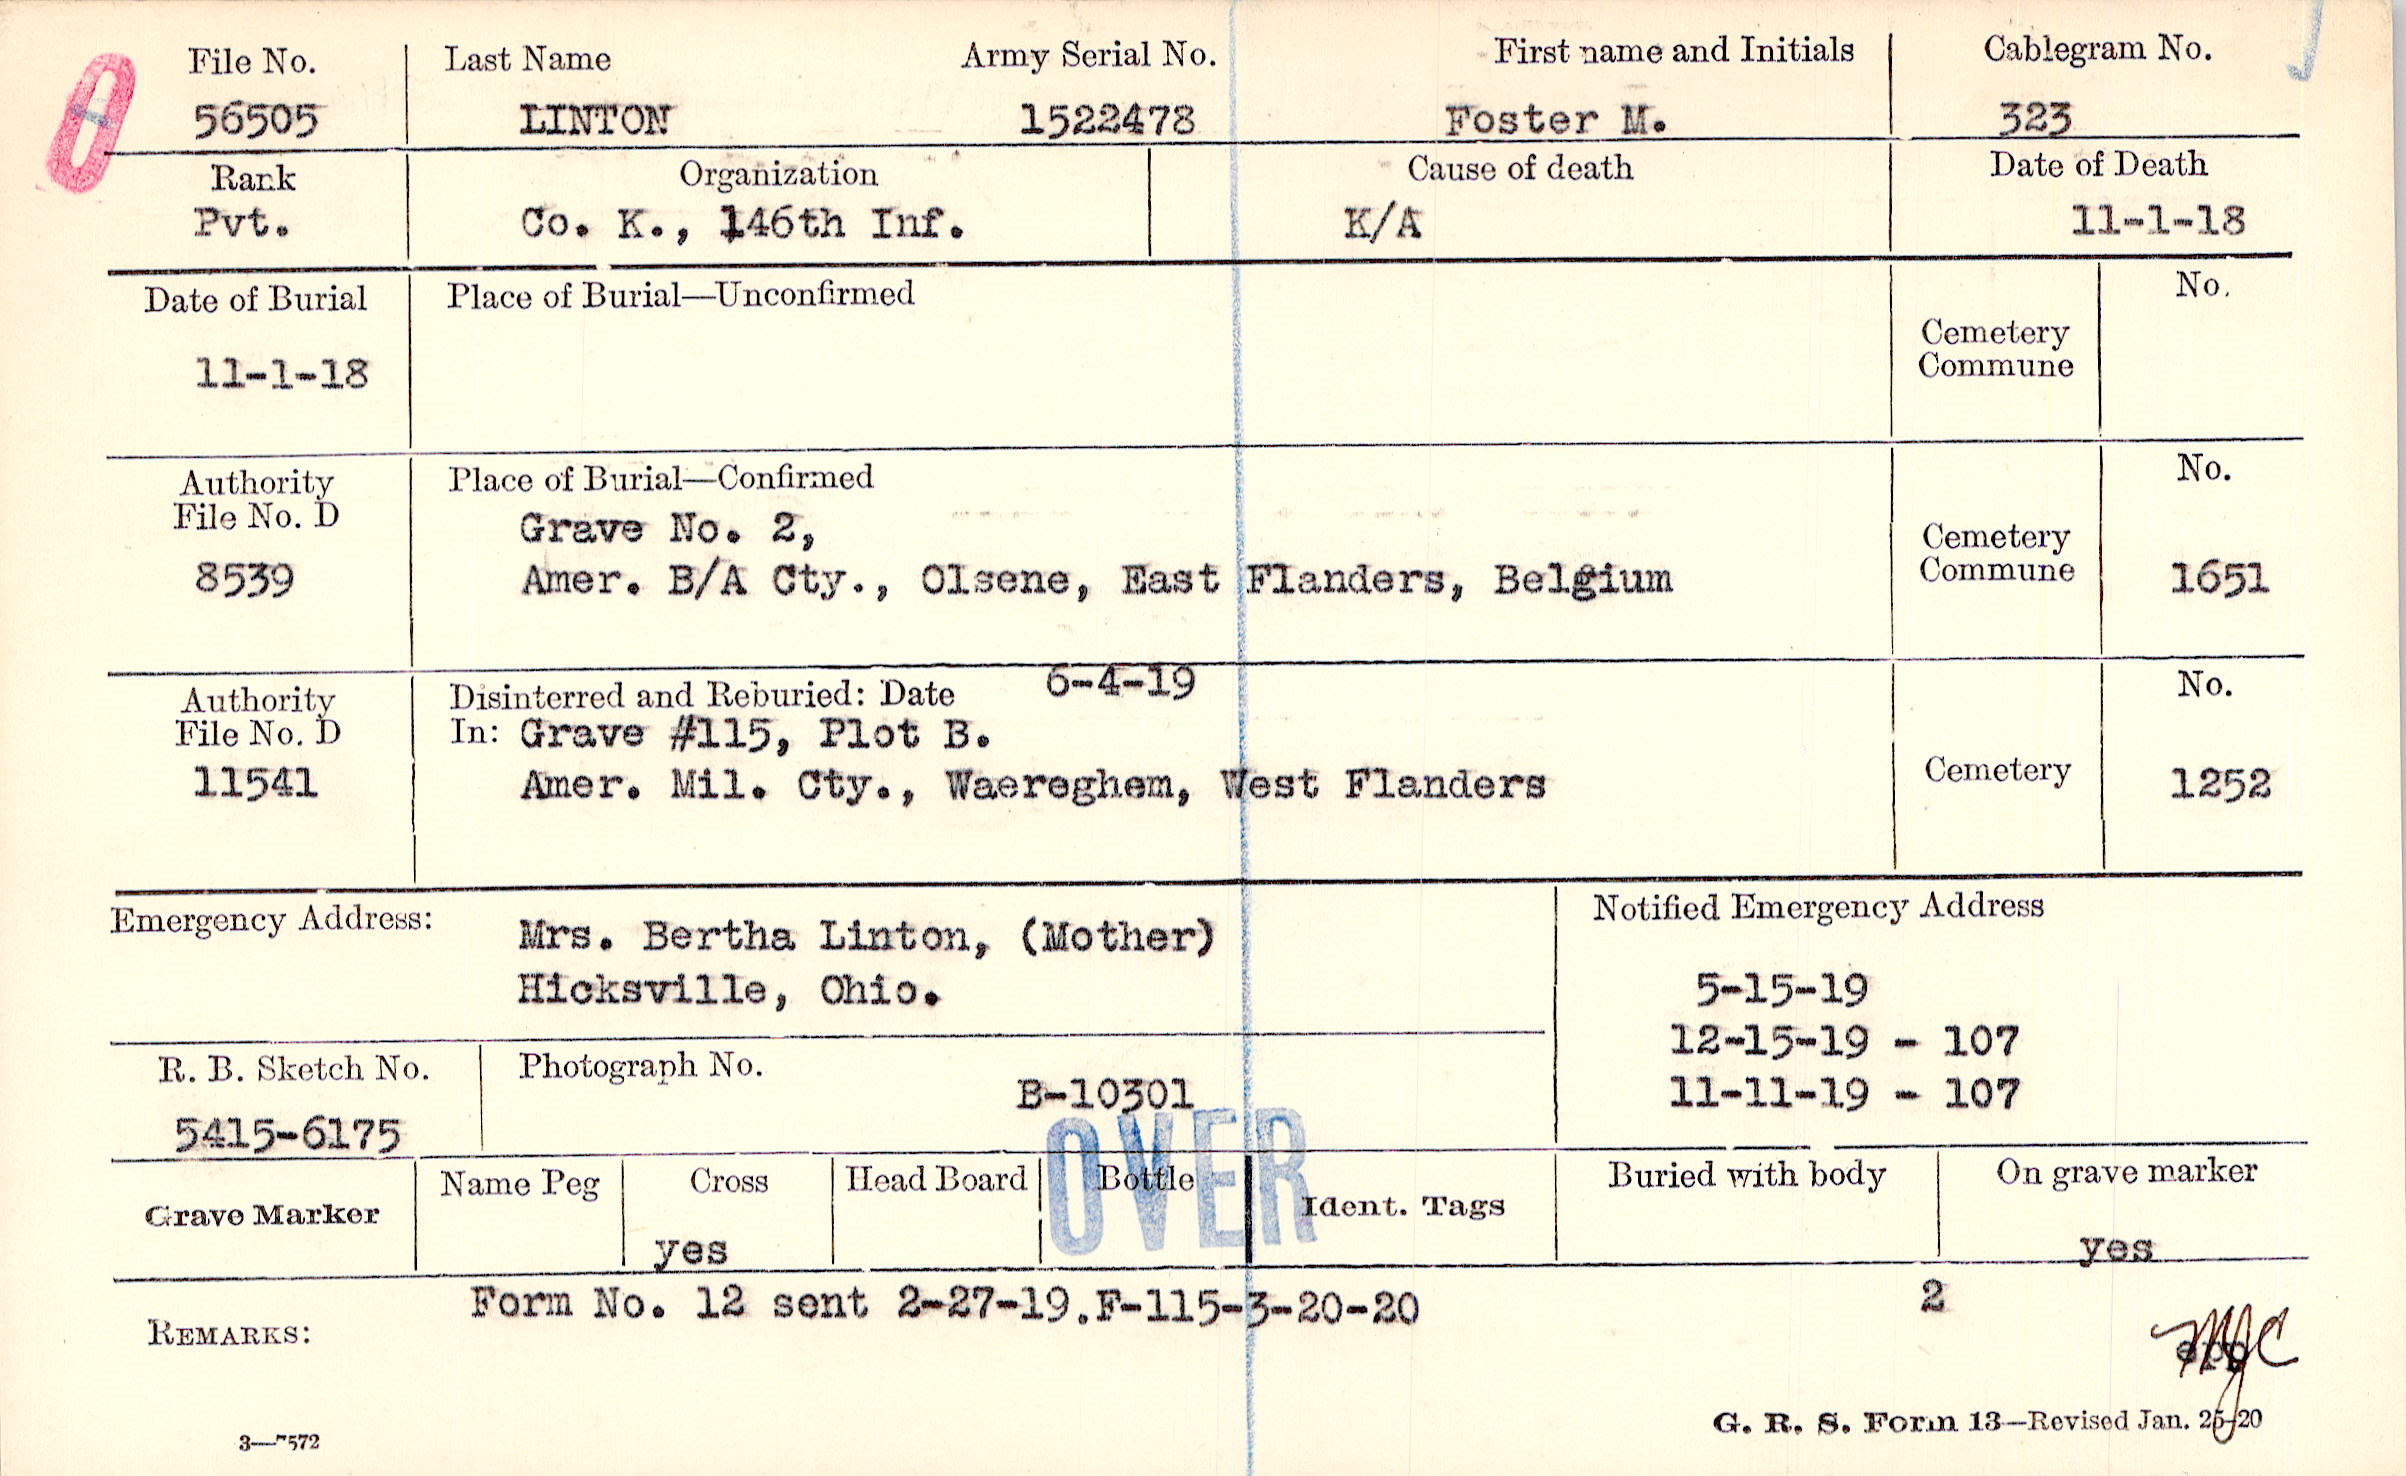 File No. Last Name Army Serial No. First name and Initials Cablegram No.
56505 LINTON 1522478 Foster M. 323
Rank Organization Cause of death Date of Death
Pvt. Co. K., 146th Inf. K/A 11-1-18
Date of Burial Place of Burial—Unconfirmed No.
Cemetery
Commune
11-1-18
Authority Place of Burial—Confirmed No.
File No. D Grave No. 2,
Cemetery
8539 Amer. B/A Cty., Olsene, East Flanders, Belgium Commune 1651
Authority Disinterred and Reburied: Date 6-4-19 No.
File No. D In: Grave #115, Plot B.
11541 Amer. Mil. Cty., Waereghem, West Flanders Cemetery 1252
Emergency Address: Mrs. Bertha Linton, (Mother) Notified Emergency Address
Hicksville, Ohio. 5-15-19
12-15-19 - 107
11-11-19 - 107
R. B. Sketch No. Photograph No. B-10301
5415-6175
OVER
Grave Marker Name Peg Cross Head Board Bottle Ident. Tags Buried with body On grave marker
yes yes
Form No. 12 sent 2-27-19.F-115-3-20-20 2
REMARKS:
3—7572 G. R. S. Form 13—Revised Jan. 25-20